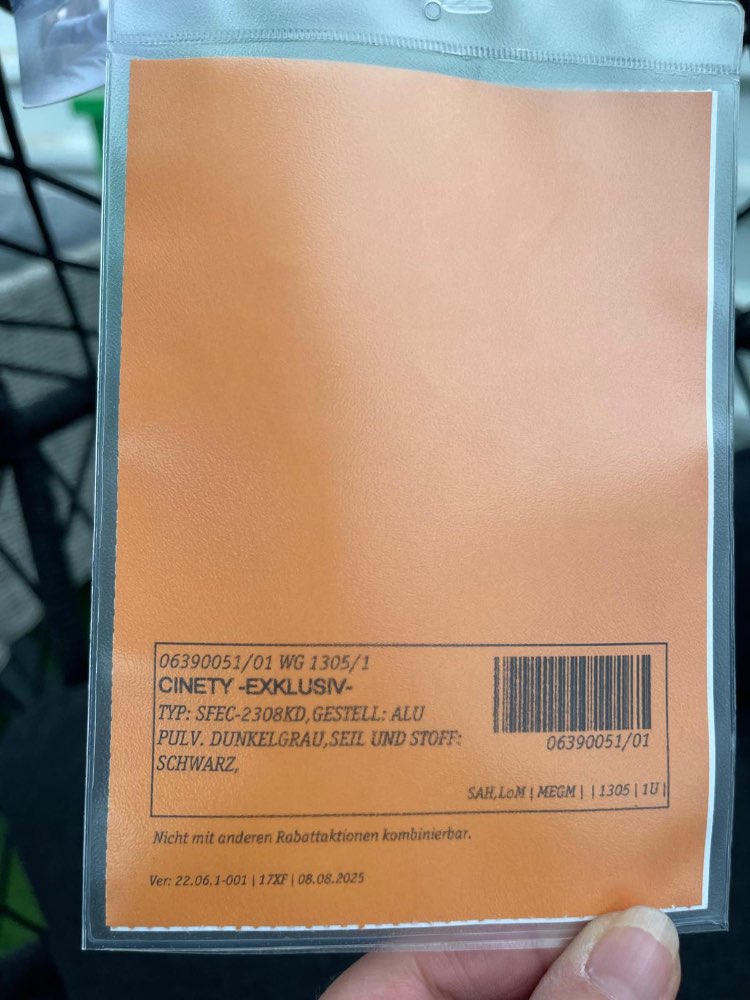 06390051/01 WG 1305/1
CINETY -EXKLUSIV-
TYP: SFEC-2308KD,GESTELL: ALU
PULV. DUNKELGRAU,SEIL UND STOFF:
SCHWARZ,
06390051/01
SAH,LoM | MEGM | | 1305 | 1U |
Nicht mit anderen Rabattaktionen kombinierbar.
Ver: 22.06.1-001 | 17XF | 08.08.2025